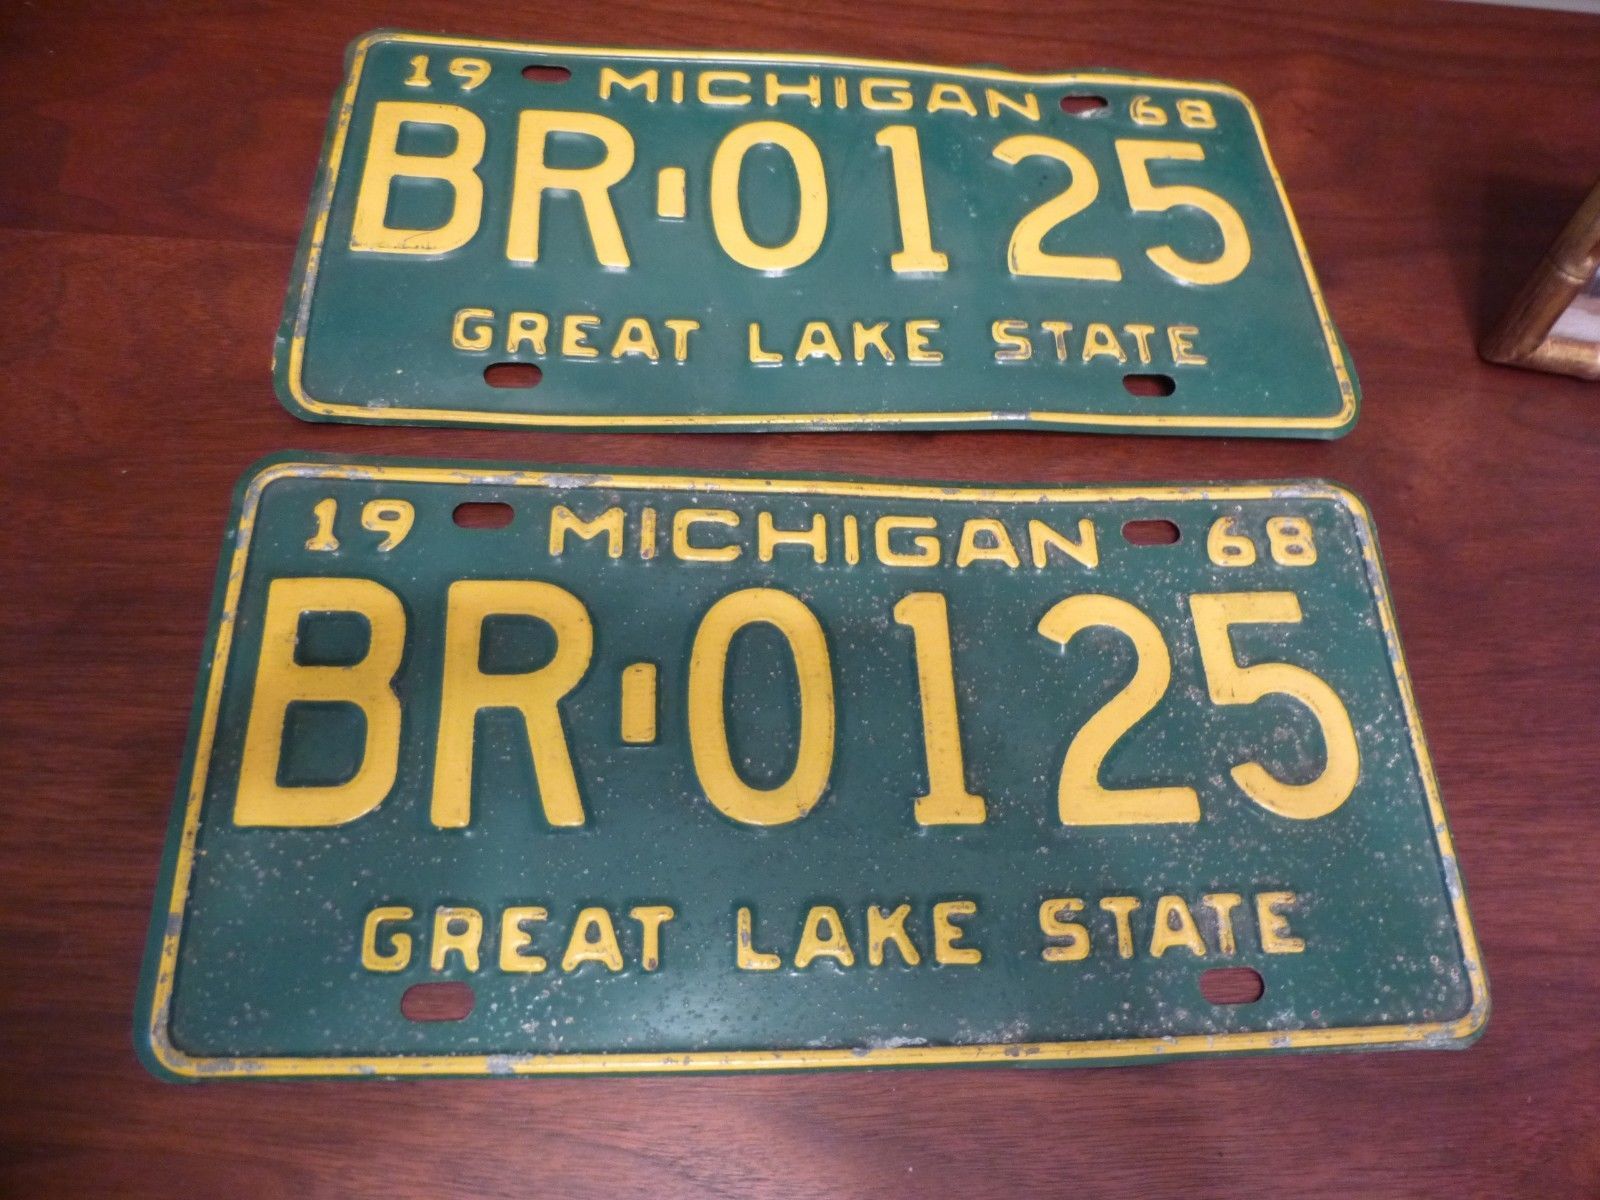 19 MICHIGAN 68
BR-0125
GREAT LAKE STATE
19 MICHIGAN 68
BR-0125
GREAT LAKE STATE